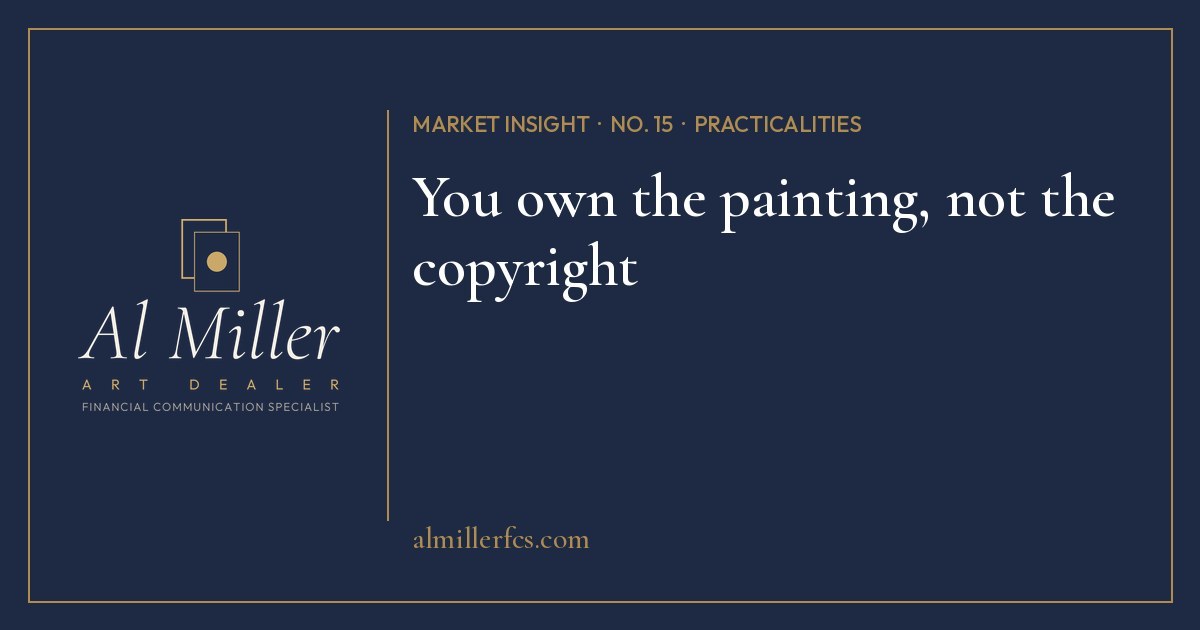 Al Miller
ART DEALER
FINANCIAL COMMUNICATION SPECIALIST
MARKET INSIGHT · NO. 15 · PRACTICALITIES
You own the painting, not the
copyright
almillerfcs.com